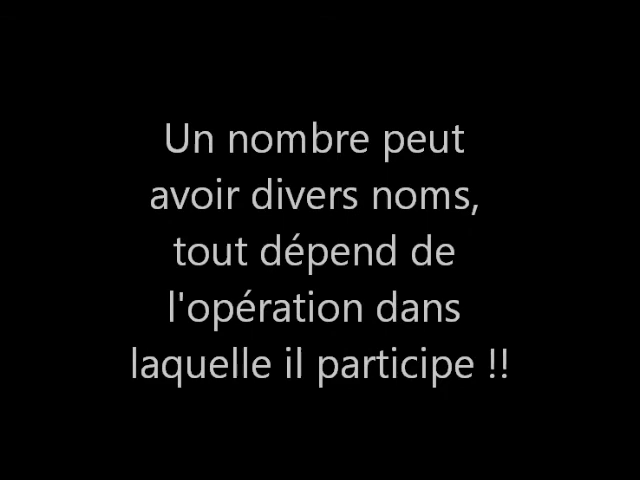 Un nombre peut
avoir divers noms,
tout dépend de
l'opération dans
laquelle il participe !!